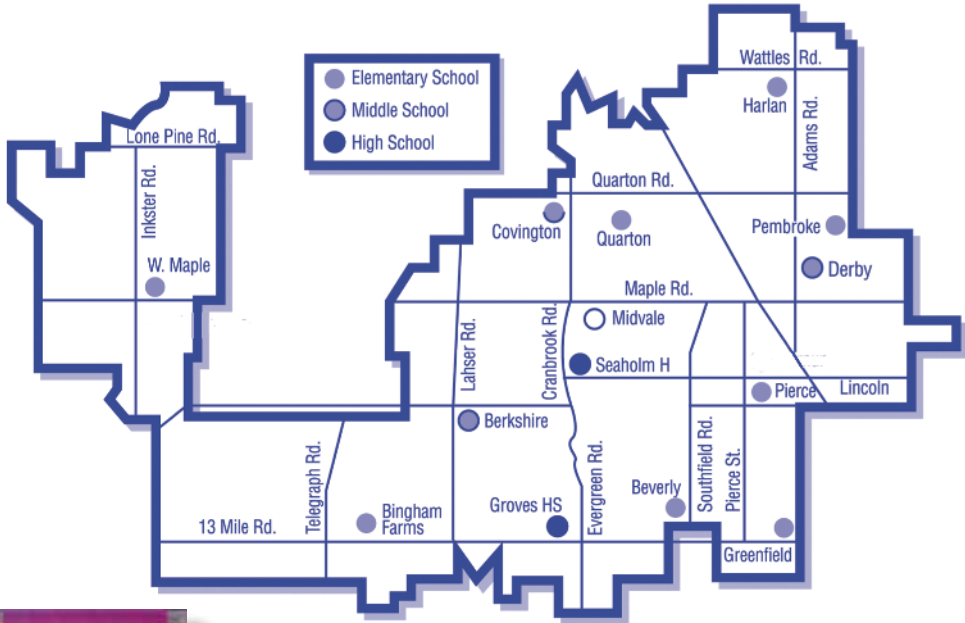 Wattles Rd.
Elementary School
Middle School
High School
Harlan
Adams Rd.
Lone Pine Rd.
Inkster Rd.
Quarton Rd.
Covington
Quarton
Pembroke
W. Maple
Derby
Maple Rd.
Midvale
Lahser Rd.
Cranbrook Rd.
Seaholm H
Pierce
Lincoln
Berkshire
Telegraph Rd.
Evergreen Rd.
Southfield Rd.
Pierce St.
Beverly
Bingham
Farms
Groves HS
13 Mile Rd.
Greenfield